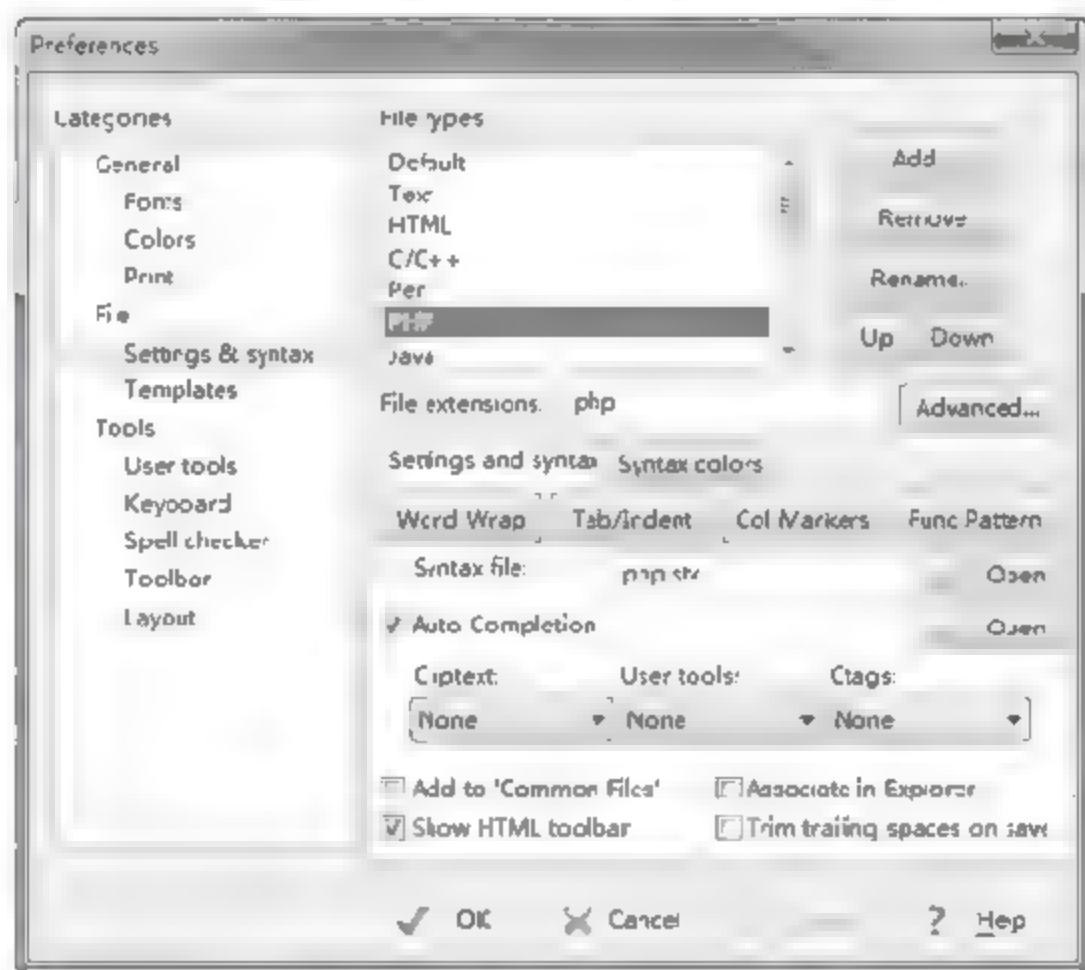 Preferences
Categories
General
Fonts
Colors
Print
File
Settings & syntax
Templates
Tools
User tools
Keyboard
Spell checker
Toolbar
Layout
File types
Default
Text
HTML
C/C++
Perl
PHP
Java
Add
Remove
Rename..
Up Down
File extensions: php
Advanced...
Settings and syntax Syntax colors
Word Wrap Tab/Indent Col Markers Func Pattern
Syntax file: php.stx Open
Auto Completion Open
Cliptext: User tools: Ctags:
None None None
Add to 'Common Files' Associate in Explorer
Show HTML toolbar Trim trailing spaces on save
OK Cancel ? Help